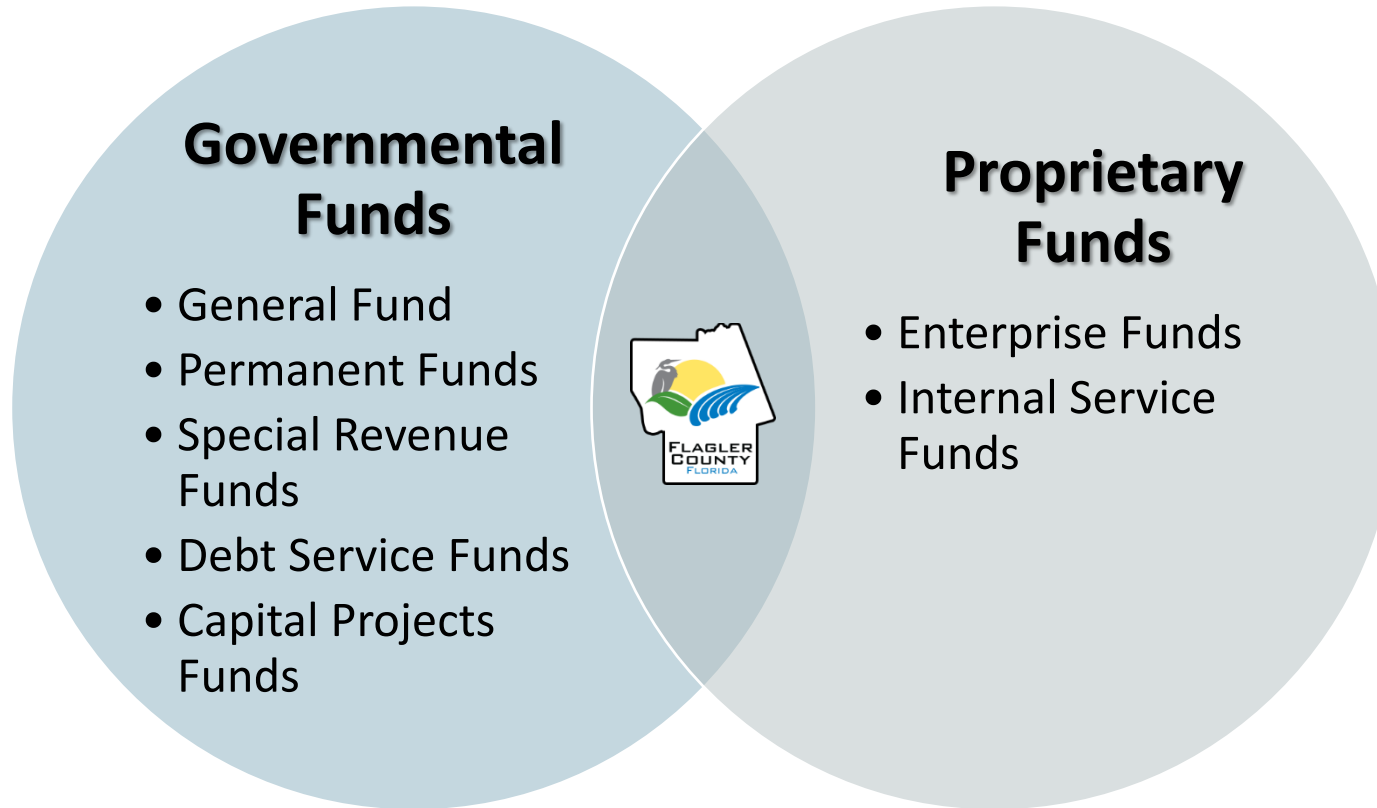 Governmental
Funds
• General Fund
• Permanent Funds
• Special Revenue
Funds
• Debt Service Funds
• Capital Projects
Funds
FLAGLER
COUNTY
FLORIDA
Proprietary
Funds
• Enterprise Funds
• Internal Service
Funds